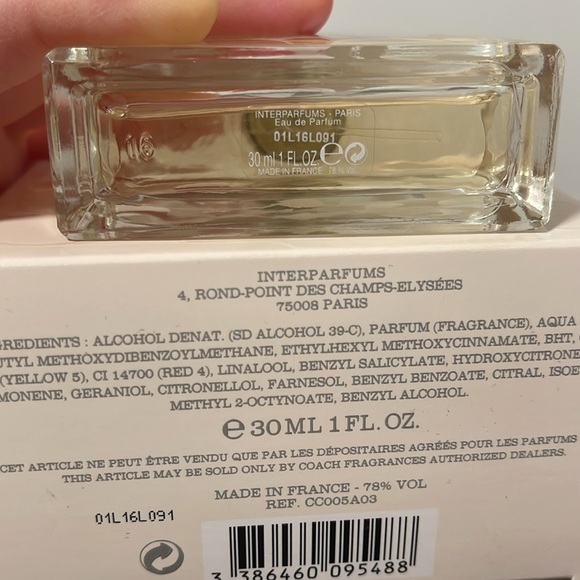 INTERPARFUMS - PARIS
Eau de Parfum
01L16L091
30 ml 1 FL.OZ. e
MADE IN FRANCE - 78% VOL
INTERPARFUMS
4, ROND-POINT DES CHAMPS-ELYSÉES
75008 PARIS
GREDIENTS : ALCOHOL DENAT. (SD ALCOHOL 39-C), PARFUM (FRAGRANCE), AQUA
UTYL METHOXYDIBENZOYLMETHANE, ETHYLHEXYL METHOXYCINNAMATE, BHT,
(YELLOW 5), CI 14700 (RED 4), LINALOOL, BENZYL SALICYLATE, HYDROXYCITRONE
MONENE, GERANIOL, CITRONELLOL, FARNESOL, BENZYL BENZOATE, CITRAL, ISOE
METHYL 2-OCTYNOATE, BENZYL ALCOHOL.
e 30 ML 1 FL. OZ.
CET ARTICLE NE PEUT ÊTRE VENDU QUE PAR LES DÉPOSITAIRES AGRÉÉS POUR LES PARFUMS
THIS ARTICLE MAY BE SOLD ONLY BY COACH FRAGRANCES AUTHORIZED DEALERS.
MADE IN FRANCE - 78% VOL
REF. CC005A03
01L16L091
3 386460 095488